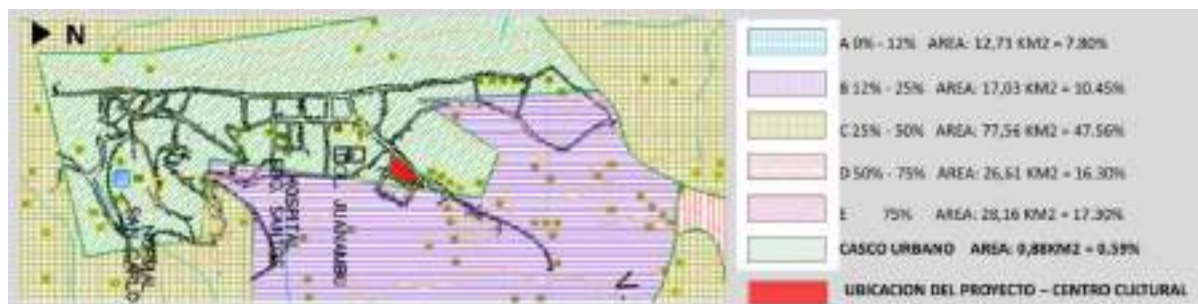 N
A 0% - 12% AREA: 12,73 KM2 = 7.80%
B 12% - 25% AREA: 17,03 KM2 = 10.45%
C 25% - 50% AREA: 77,56 KM2 = 47.56%
D 50% - 75% AREA: 26,61 KM2 = 16.30%
E 75% AREA: 28,16 KM2 = 17.30%
CASCO URBANO AREA: 0,88KM2 = 0.59%
UBICACION DEL PROYECTO – CENTRO CULTURAL
HOSPITAL
JUANAMBU